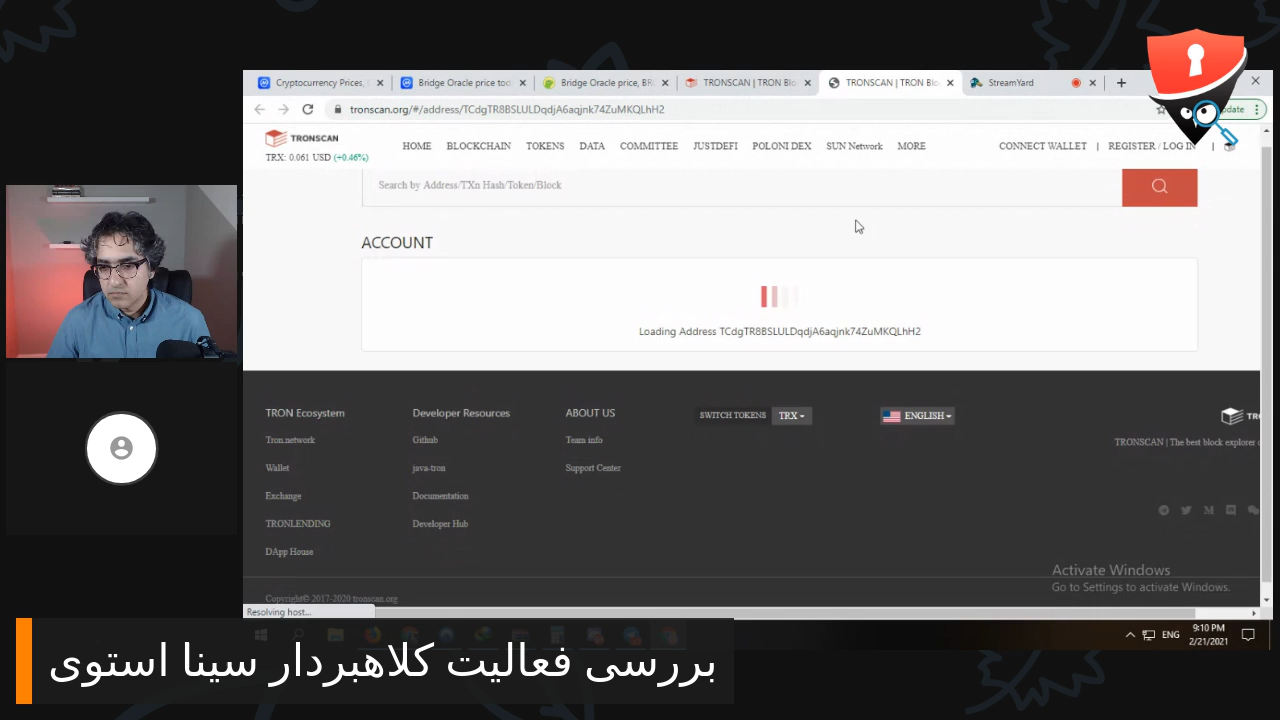 Cryptocurrency Prices,
Bridge Oracle price too
Bridge Oracle price, BR
TRONSCAN | TRON Blo
TRONSCAN | TRON Blo
StreamYard
tronscan.org/#/address/TCdgTR8BSLULDqdjA6aqjnk74ZuMKQLhH2
TRONSCAN
HOME BLOCKCHAIN TOKENS DATA COMMITTEE JUSTDEFI POLONI DEX SUN Network MORE CONNECT WALLET | REGISTER / LOG IN |
TRX: 0.061 USD (+0.46%)
Search by Address/TXn Hash/Token/Block
ACCOUNT
Loading Address TCdgTR8BSLULDqdjA6aqjnk74ZuMKQLhH2
TRON Ecosystem Developer Resources ABOUT US SWITCH TOKENS TRX ENGLISH
Tron.network Github Team info TRONSCAN | The best block explorer
Wallet java-tron Support Center
Exchange Documentation
TRONLENDING Developer Hub
DApp House
Activate Windows
Go to Settings to activate Windows.
Copyright© 2017-2020 tronscan.org
Resolving host...
ENG
9:10 PM
2/21/2021
بررسی فعالیت کلاهبردار سینا استوی